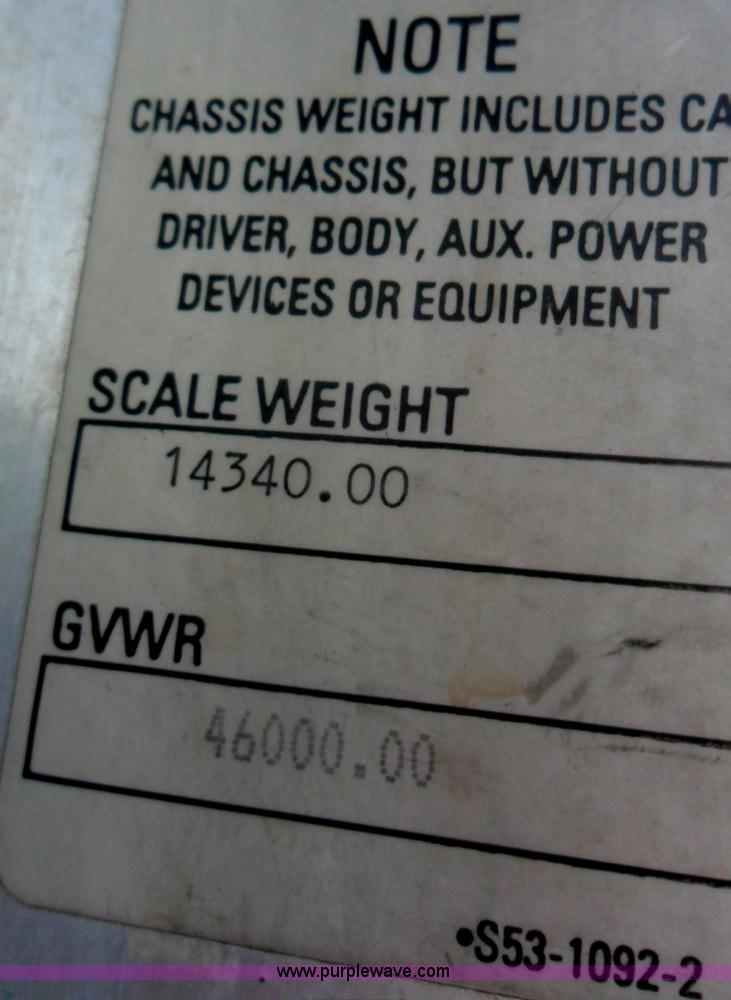 NOTE
CHASSIS WEIGHT INCLUDES CA
AND CHASSIS, BUT WITHOUT
DRIVER, BODY, AUX. POWER
DEVICES OR EQUIPMENT
SCALE WEIGHT
14340.00
GVWR
46000.00
•S53-1092-2
www.purplewave.com